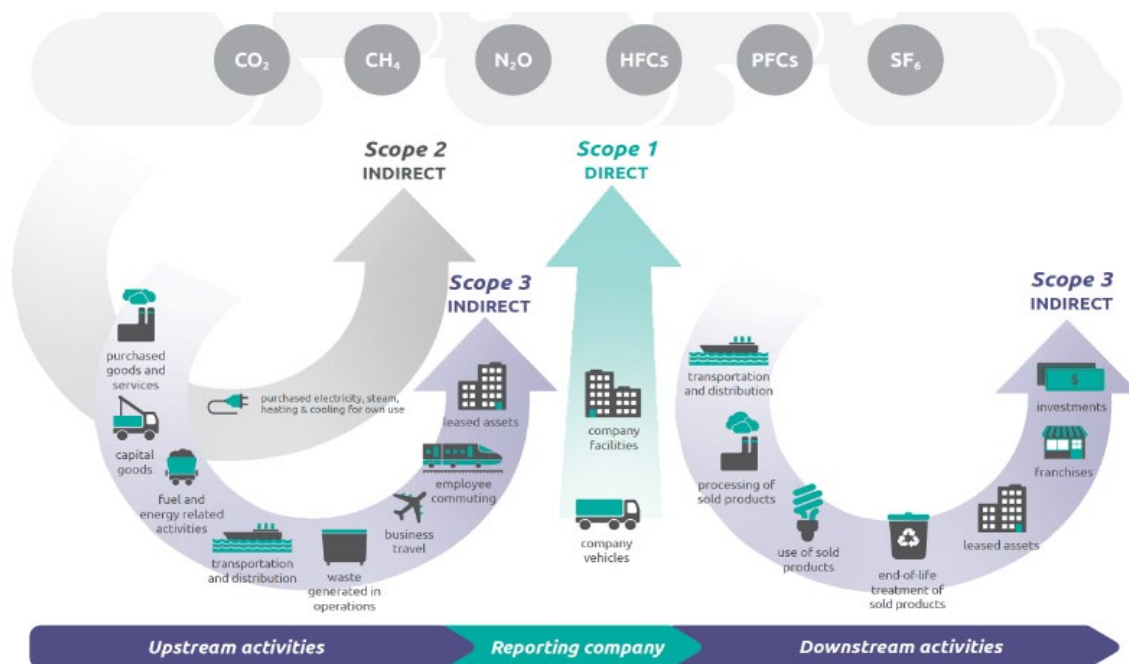 CO₂
CH₄
N₂O
HFCs
PFCs
SF₆
Scope 2
INDIRECT
Scope 1
DIRECT
Scope 3
INDIRECT
Scope 3
INDIRECT
purchased
goods and
services
capital
goods
fuel and
energy related
activities
transportation
and distribution
waste
generated in
operations
business
travel
employee
commuting
leased assets
purchased electricity, steam,
heating & cooling for own use
company
facilities
company
vehicles
transportation
and distribution
processing of
sold products
use of sold
products
end-of-life
treatment of
sold products
leased assets
franchises
$
investments
Upstream activities
Reporting company
Downstream activities